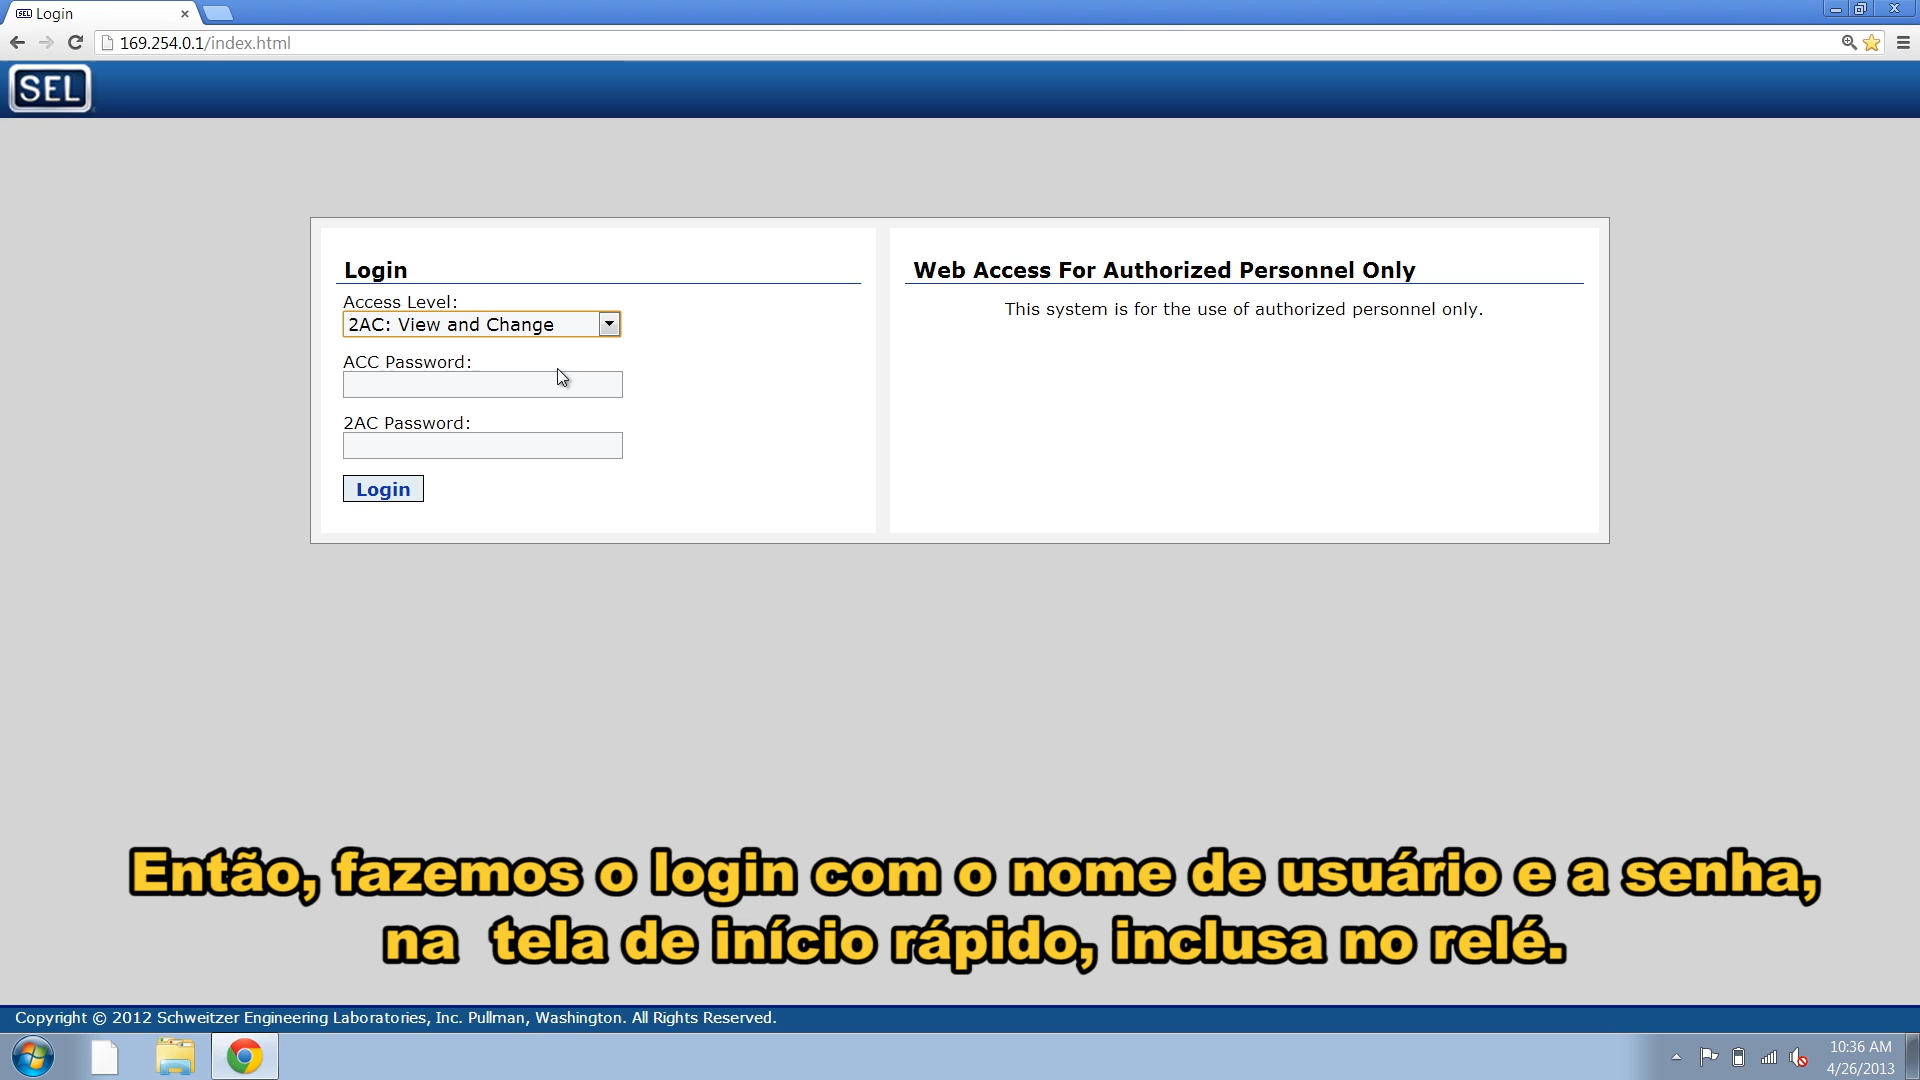 SEL Login
169.254.0.1/index.html
SEL
Login
Access Level:
2AC: View and Change
ACC Password:
2AC Password:
Login
Web Access For Authorized Personnel Only
This system is for the use of authorized personnel only.
Então, fazemos o login com o nome de usuário e a senha,
na tela de início rápido, inclusa no relé.
Copyright © 2012 Schweitzer Engineering Laboratories, Inc. Pullman, Washington. All Rights Reserved.
10:36 AM
4/26/2013